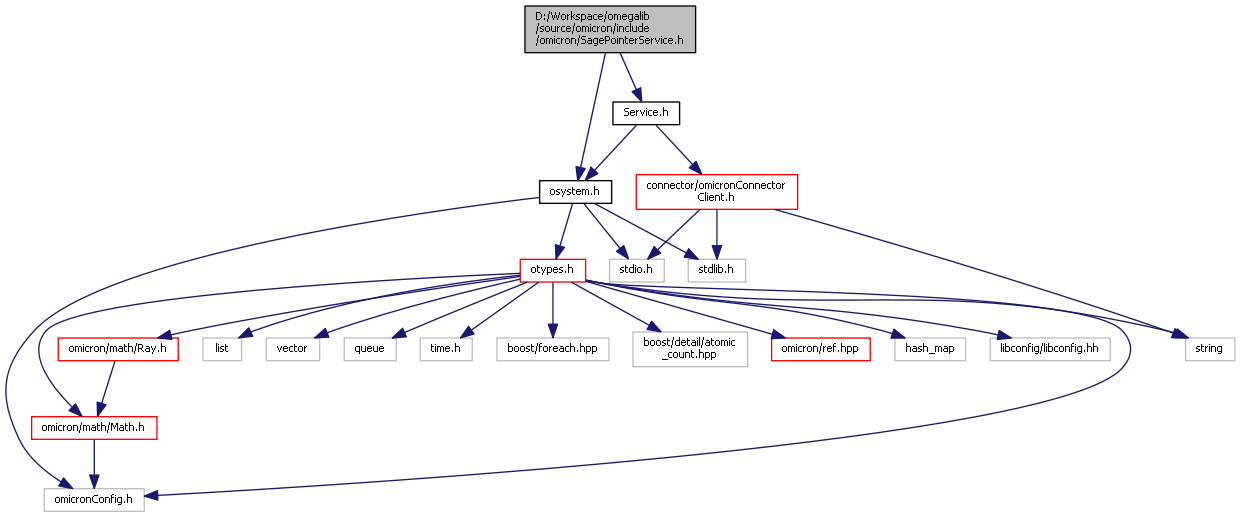 D:/Workspace/omegalib
/source/omicron/include
/omicron/SagePointerService.h
Service.h
osystem.h
connector/omicronConnector
Client.h
otypes.h
stdio.h
stdlib.h
omicron/math/Ray.h
list
vector
queue
time.h
boost/foreach.hpp
boost/detail/atomic
_count.hpp
omicron/ref.hpp
hash_map
libconfig/libconfig.hh
string
omicron/math/Math.h
omicronConfig.h